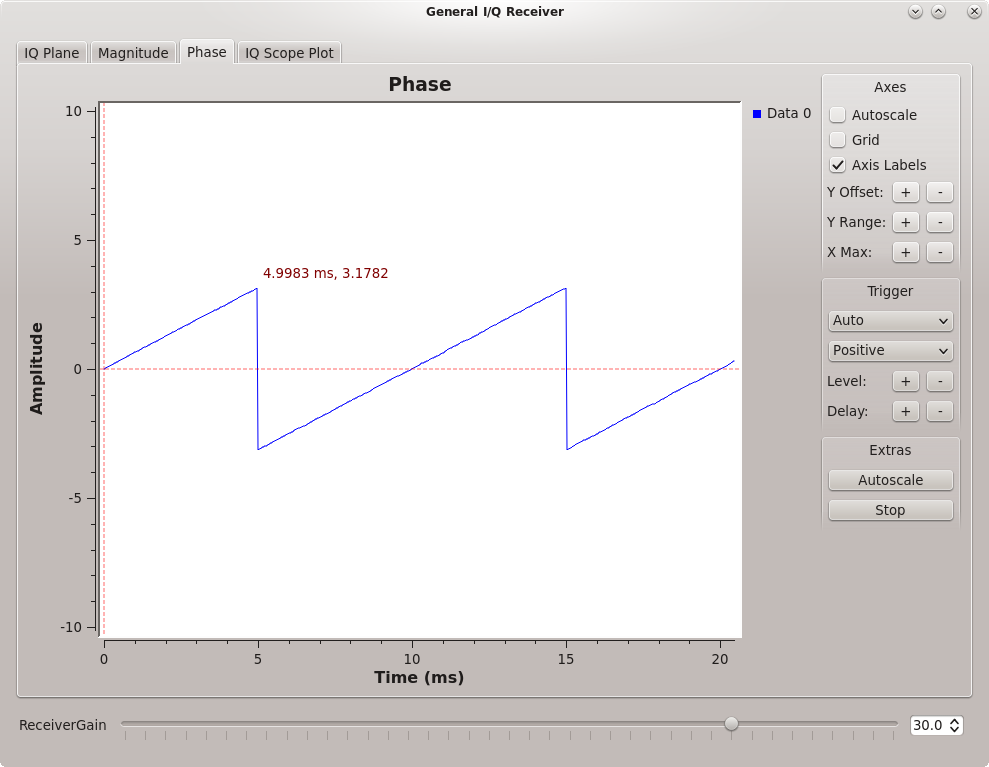 General I/Q Receiver
IQ Plane
Magnitude
Phase
IQ Scope Plot
Phase
Data 0
10
5
0
-5
-10
Amplitude
4.9983 ms, 3.1782
0
5
10
15
20
Time (ms)
Axes
Autoscale
Grid
Axis Labels
Y Offset: + -
Y Range: + -
X Max: + -
Trigger
Auto
Positive
Level: + -
Delay: + -
Extras
Autoscale
Stop
ReceiverGain
30.0